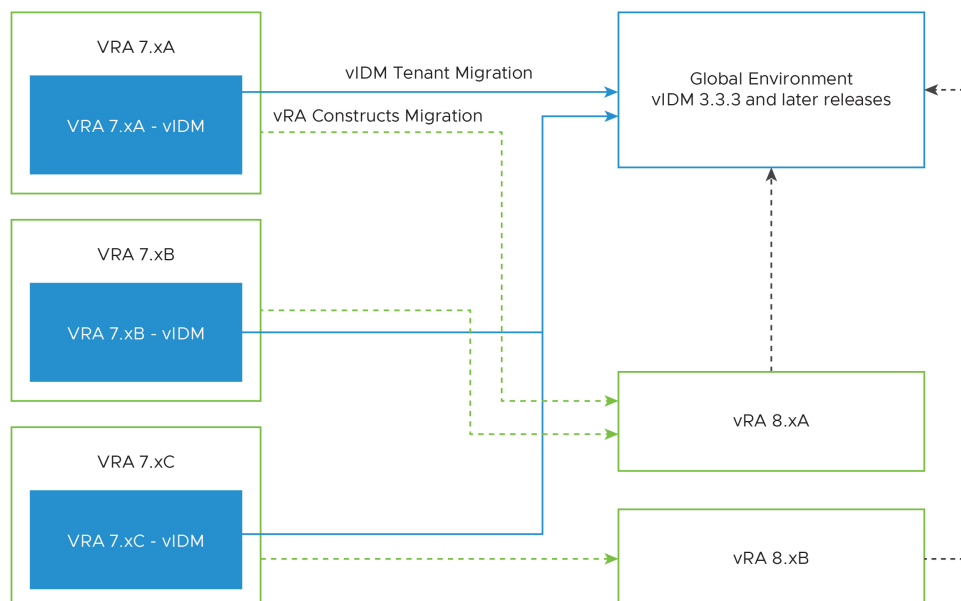 VRA 7.xA
VRA 7.xA - vIDM
vIDM Tenant Migration
vRA Constructs Migration
Global Environment
vIDM 3.3.3 and later releases
VRA 7.xB
VRA 7.xB - vIDM
vRA 8.xA
VRA 7.xC
VRA 7.xC - vIDM
vRA 8.xB